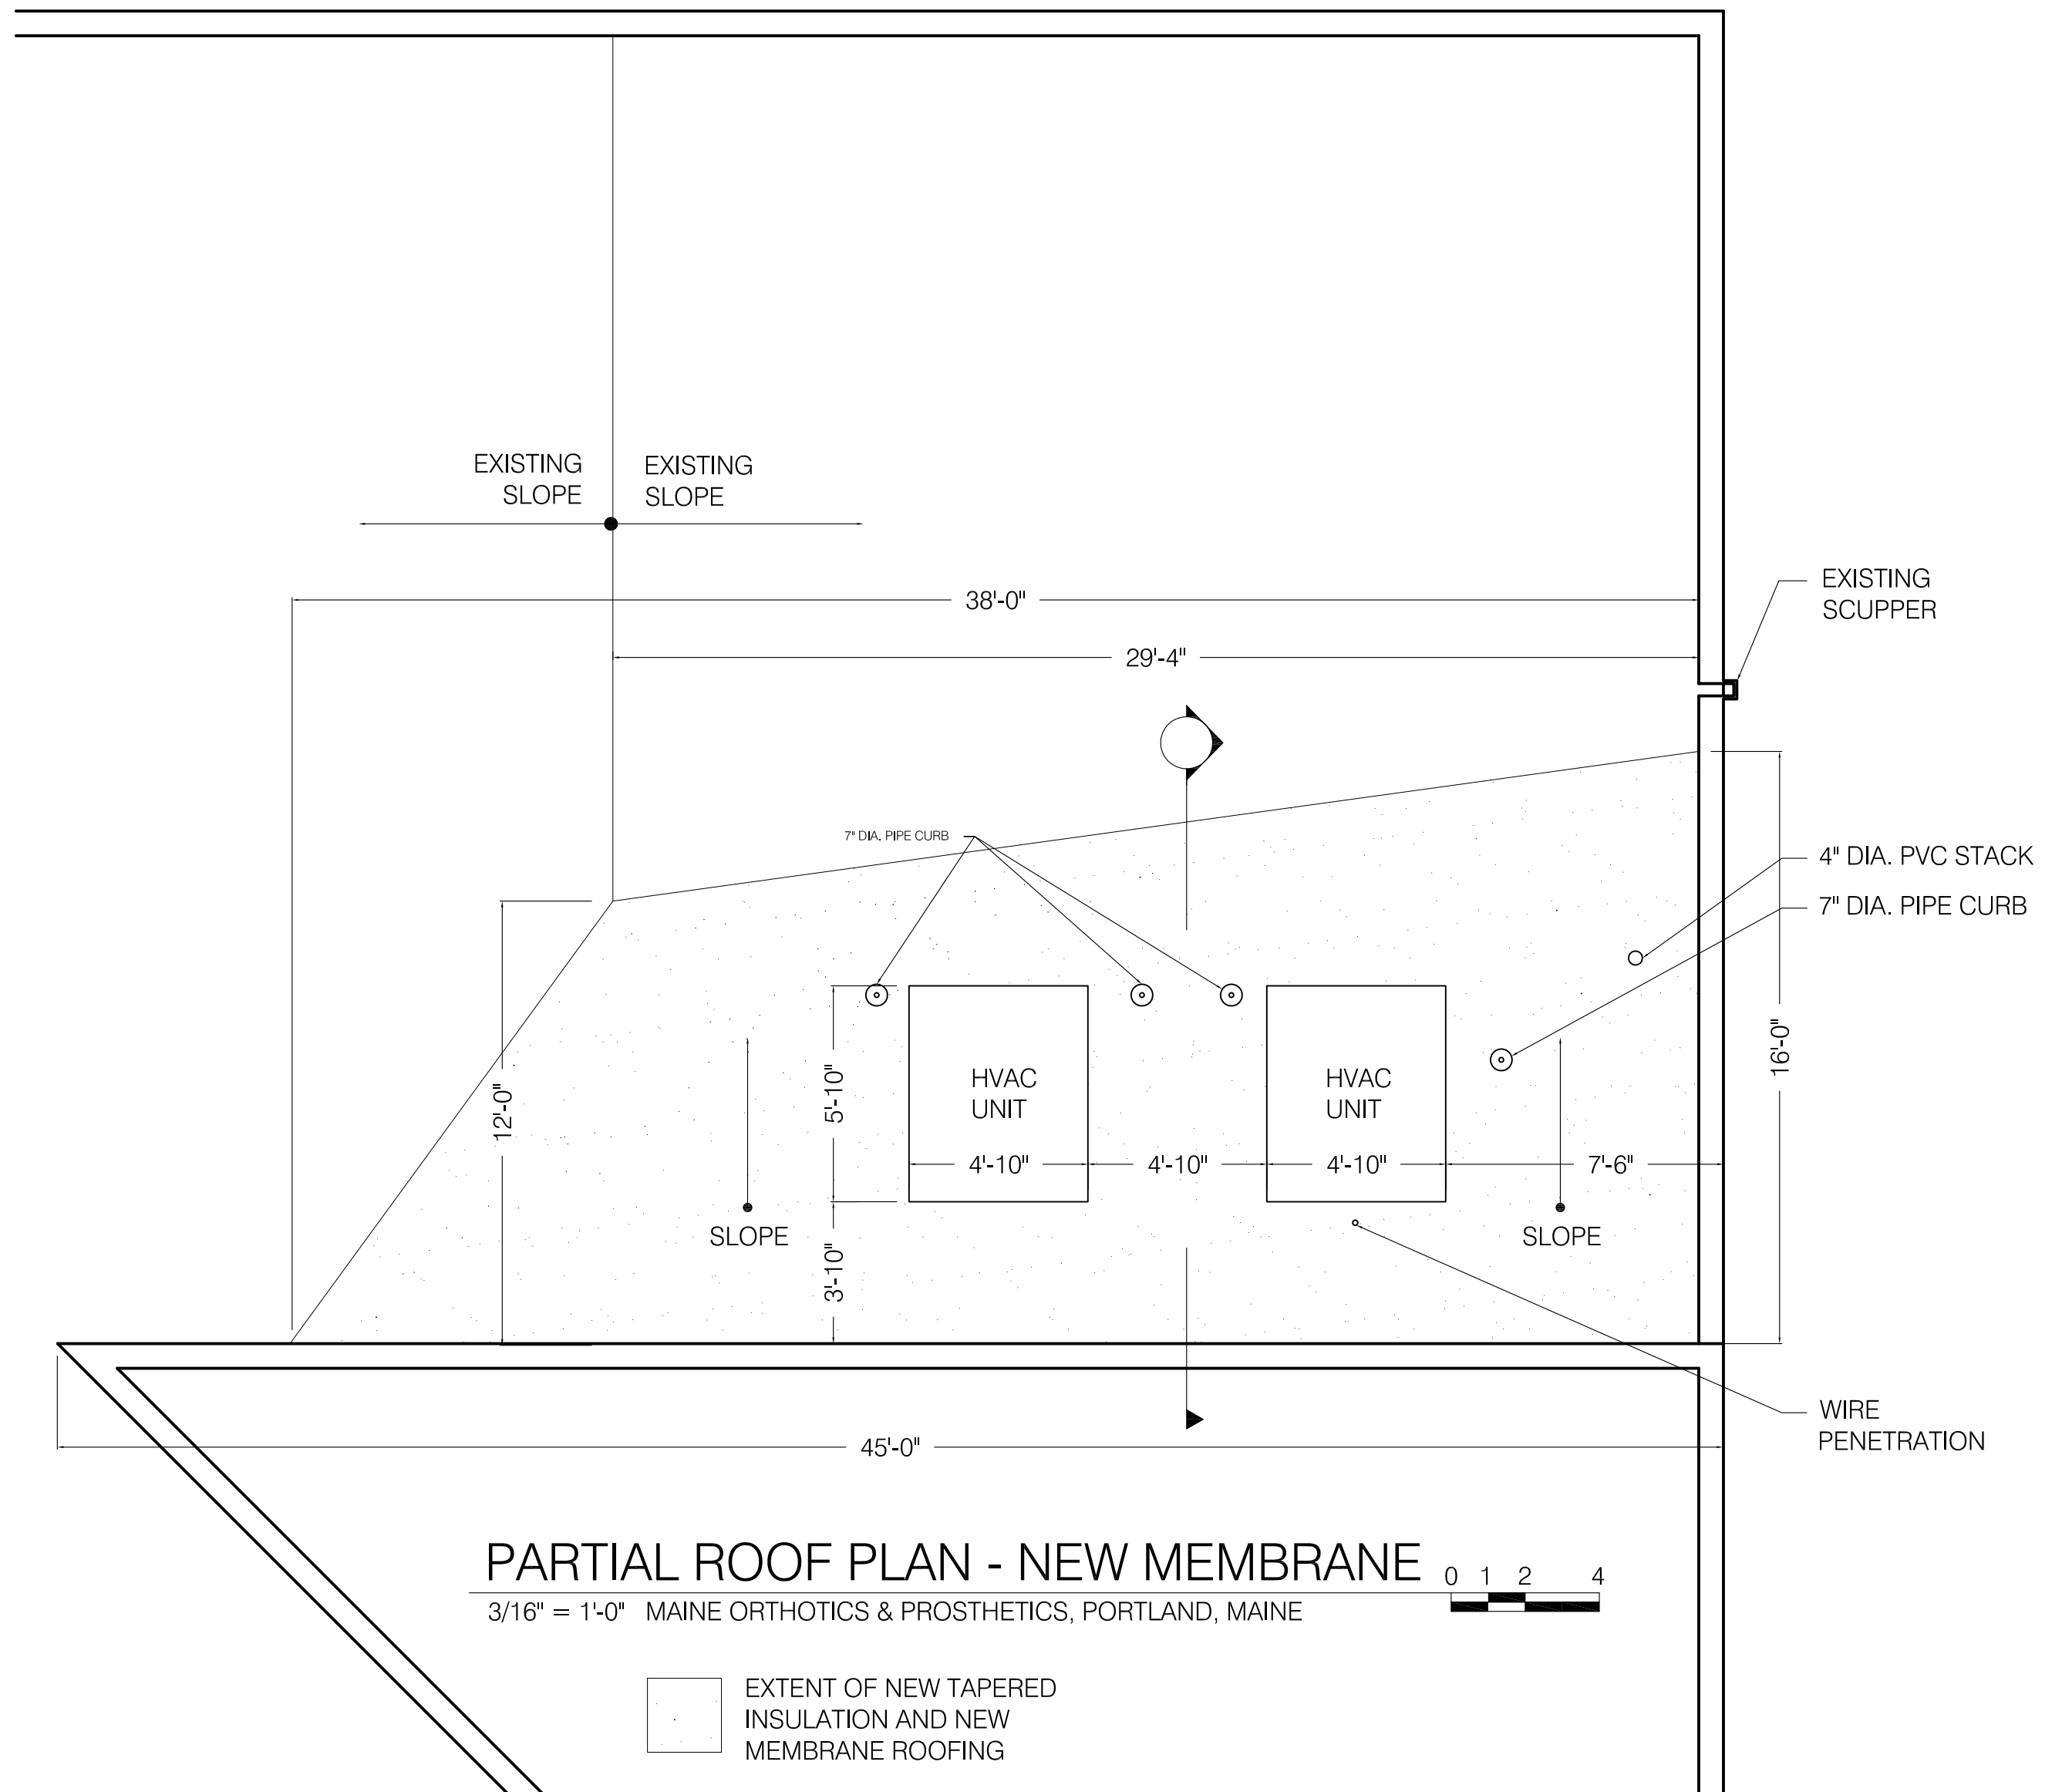 EXISTING
SLOPE
EXISTING
SLOPE
38'-0"
EXISTING
SCUPPER
29'-4"
7" DIA. PIPE CURB
4" DIA. PVC STACK
7" DIA. PIPE CURB
16'-0"
12'-0"
5'-10"
HVAC
UNIT
HVAC
UNIT
4'-10"
4'-10"
4'-10"
7'-6"
SLOPE
SLOPE
3'-10"
WIRE
PENETRATION
45'-0"
PARTIAL ROOF PLAN - NEW MEMBRANE
0 1 2 4
3/16" = 1'-0" MAINE ORTHOTICS & PROSTHETICS, PORTLAND, MAINE
EXTENT OF NEW TAPERED
INSULATION AND NEW
MEMBRANE ROOFING